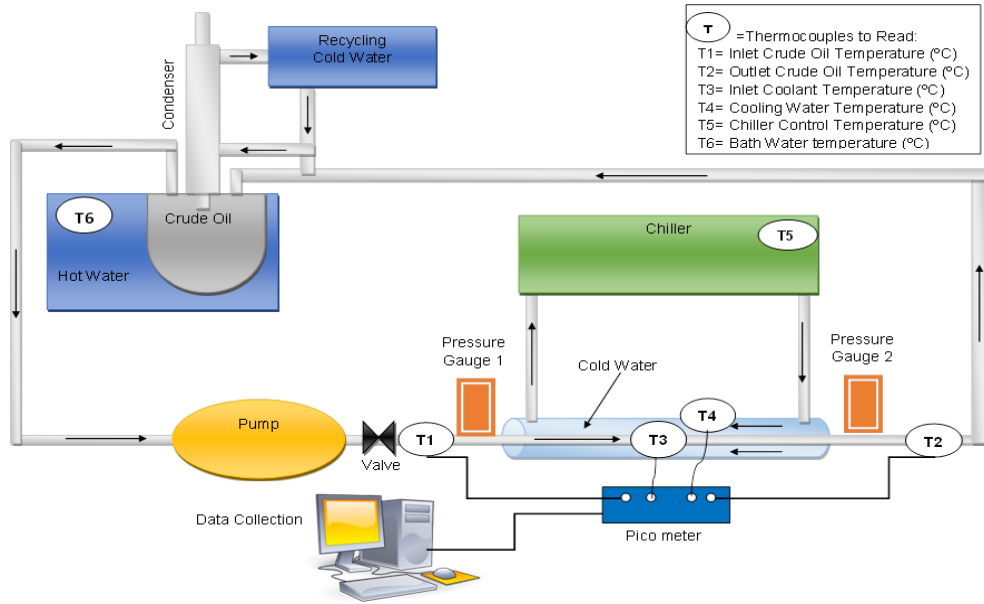 T
=Thermocouples to Read:
T1= Inlet Crude Oil Temperature (ºC)
T2= Outlet Crude Oil Temperature (ºC)
T3= Inlet Coolant Temperature (ºC)
T4= Cooling Water Temperature (ºC)
T5= Chiller Control Temperature (ºC)
T6= Bath Water temperature (ºC)
Recycling
Cold Water
Condenser
T6
Crude Oil
Hot Water
Chiller
T5
Pressure
Gauge 1
Cold Water
Pressure
Gauge 2
Pump
Valve
T1
T3
T4
T2
Data Collection
Pico meter